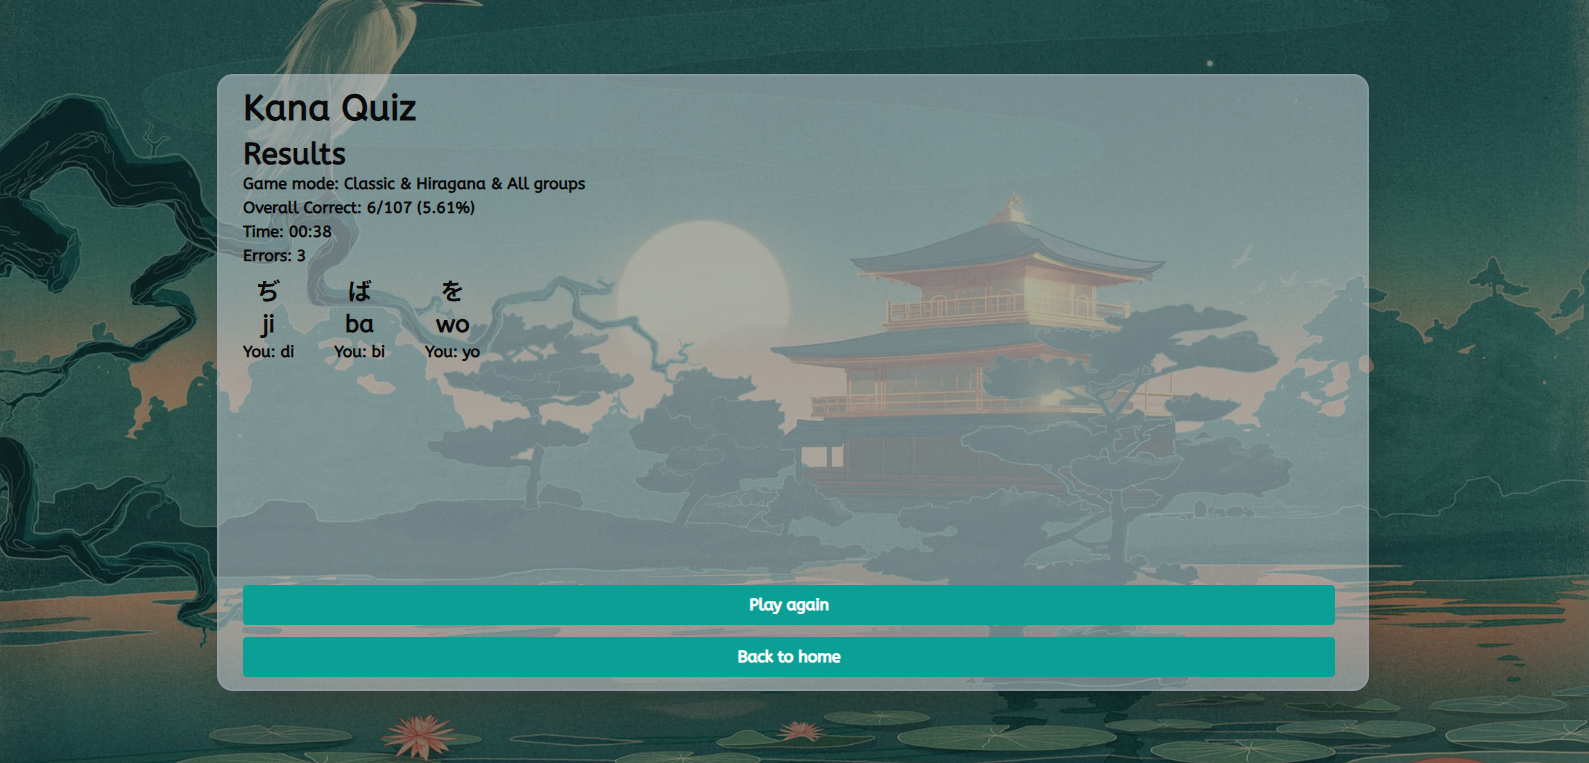 Kana Quiz
Results
Game mode: Classic & Hiragana & All groups
Overall Correct: 6/107 (5.61%)
Time: 00:38
Errors: 3
ぢ ば を
ji ba wo
You: di You: bi You: yo
Play again
Back to home